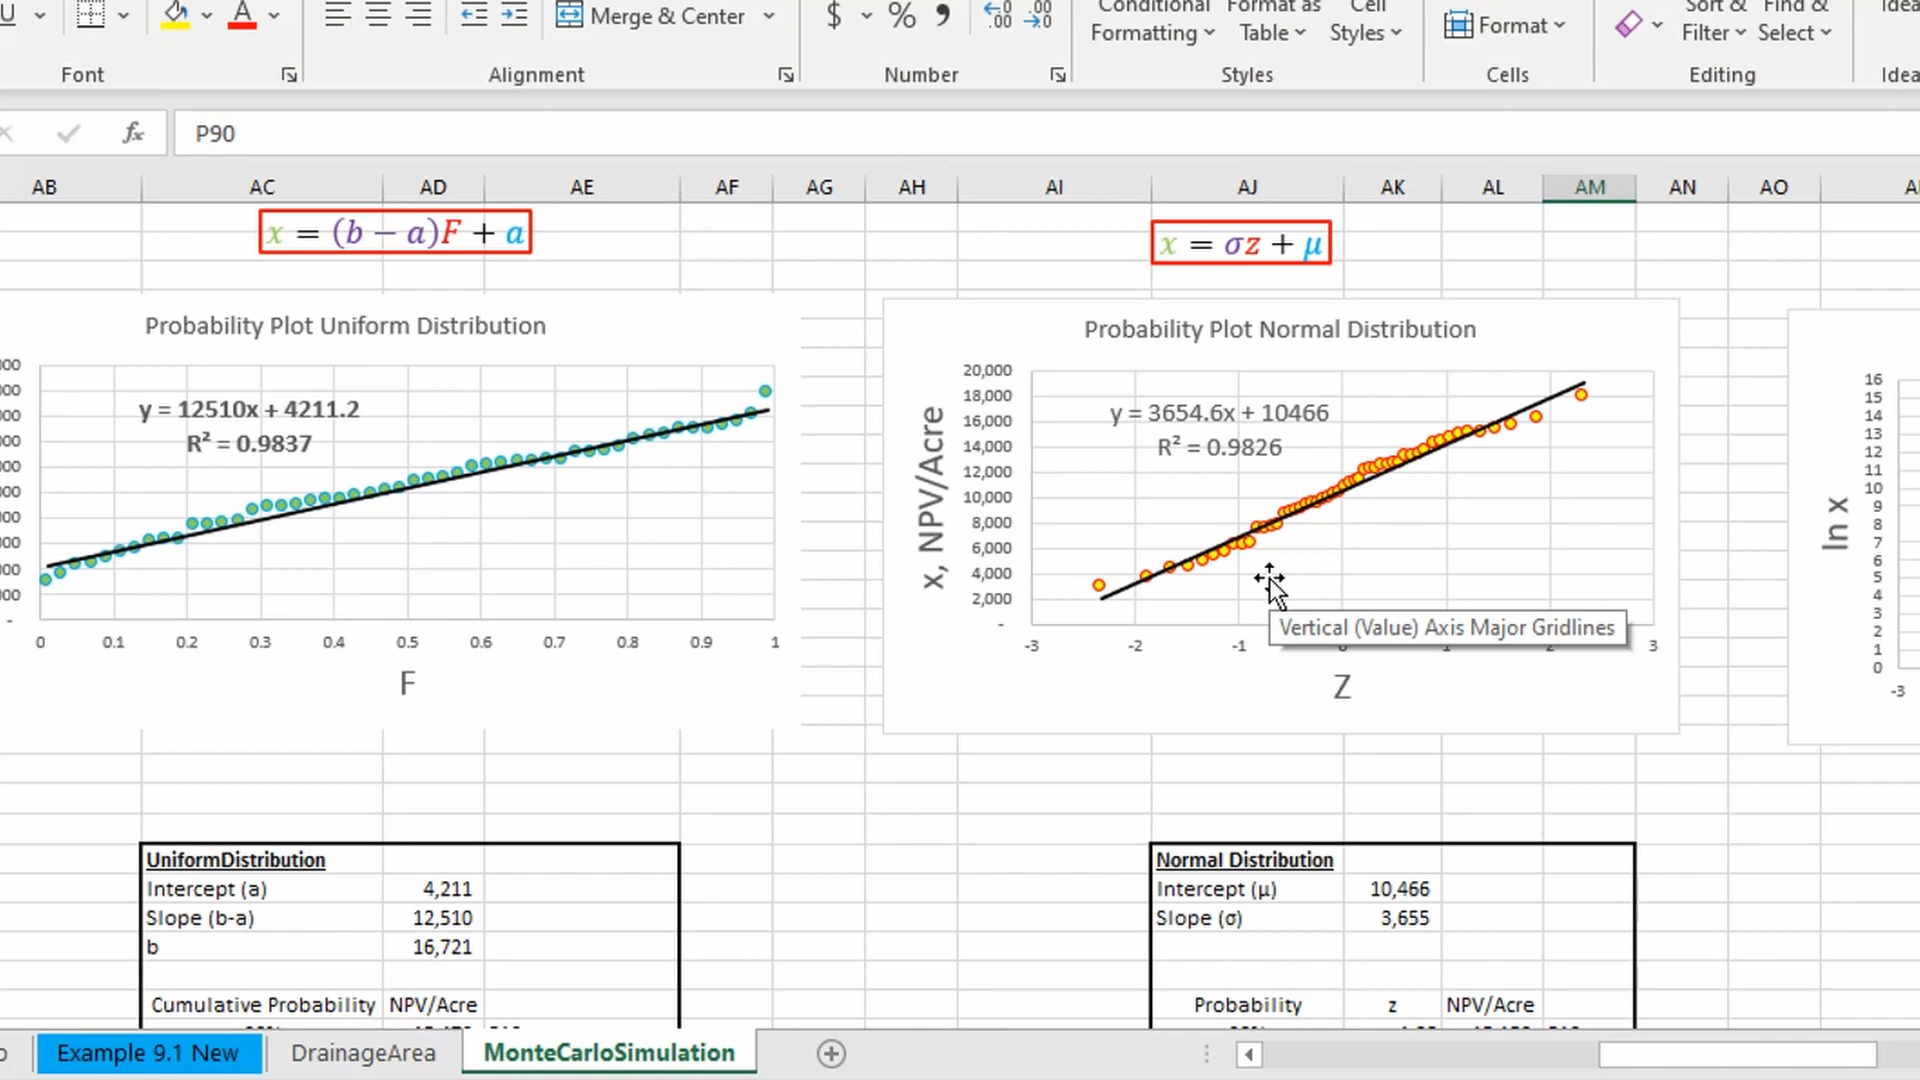 U A Merge & Center $ % Conditional Formatting Format as Table Cell Styles Format Sort & Filter Find & Select
Font Alignment Number Styles Cells Editing Idea
fx P90
AB AC AD AE AF AG AH AI AJ AK AL AM AN AO
x = (b − a)F + a
x = σz + μ
Probability Plot Uniform Distribution
y = 12510x + 4211.2
R² = 0.9837
0 0.1 0.2 0.3 0.4 0.5 0.6 0.7 0.8 0.9 1
F
Probability Plot Normal Distribution
x, NPV/Acre
20,000
18,000
16,000
14,000
12,000
10,000
8,000
6,000
4,000
2,000
-
y = 3654.6x + 10466
R² = 0.9826
Vertical (Value) Axis Major Gridlines
-3 -2 -1 3
Z
ln x
16
15
14
13
12
11
10
9
8
7
6
5
4
3
2
1
0
-3
UniformDistribution
Intercept (a) 4,211
Slope (b-a) 12,510
b 16,721
Cumulative Probability NPV/Acre
Normal Distribution
Intercept (μ) 10,466
Slope (σ) 3,655
Probability z NPV/Acre
Example 9.1 New DrainageArea MonteCarloSimulation